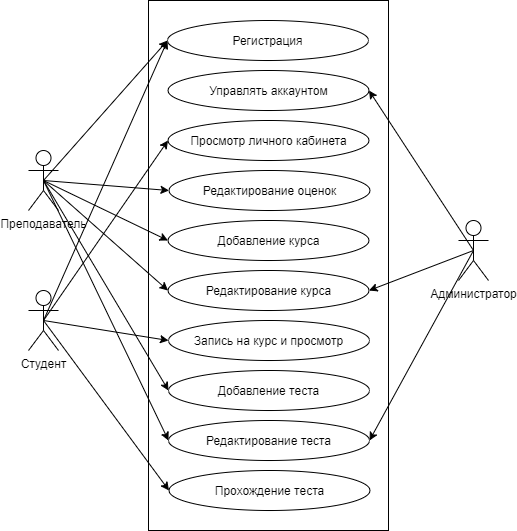 Регистрация
Управлять аккаунтом
Просмотр личного кабинета
Редактирование оценок
Преподаватель
Добавление курса
Редактирование курса
Администратор
Запись на курс и просмотр
Студент
Добавление теста
Редактирование теста
Прохождение теста